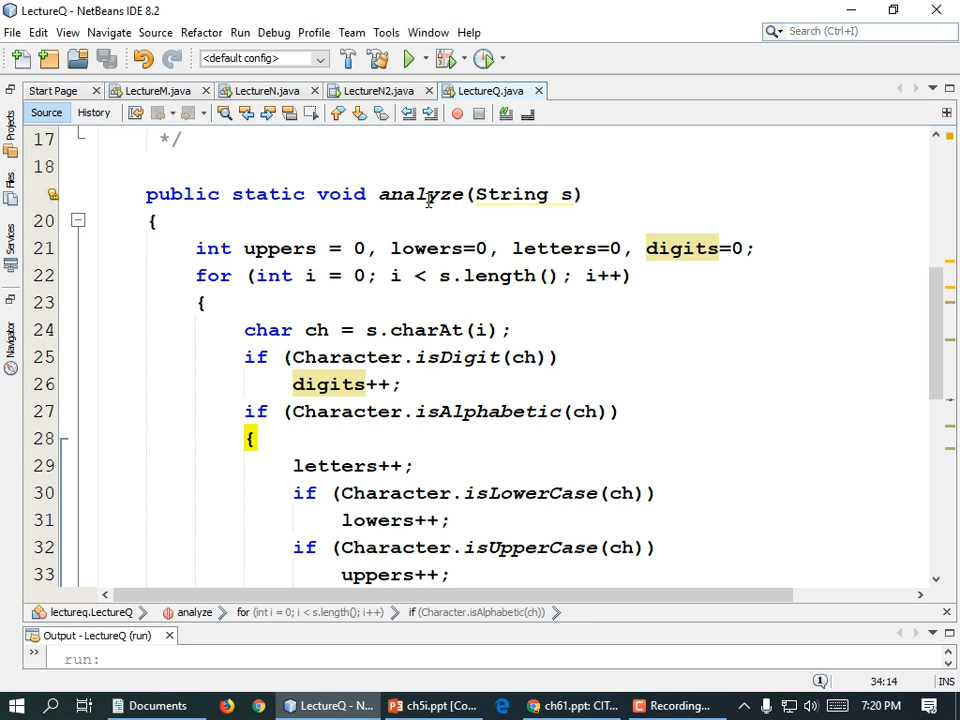 LectureQ - NetBeans IDE 8.2
File Edit View Navigate Source Refactor Run Debug Profile Team Tools Window Help
Search (Ctrl+I)
<default config>
Start Page LectureM.java LectureN.java LectureN2.java LectureQ.java
Source History
Projects
Files
Services
Navigator
17 */
18
public static void analyze(String s)
20 {
21 int uppers = 0, lowers=0, letters=0, digits=0;
22 for (int i = 0; i < s.length(); i++)
23 {
24 char ch = s.charAt(i);
25 if (Character.isDigit(ch))
26 digits++;
27 if (Character.isAlphabetic(ch))
28 {
29 letters++;
30 if (Character.isLowerCase(ch))
31 lowers++;
32 if (Character.isUpperCase(ch))
33 uppers++;
lectureq.LectureQ analyze for (int i = 0; i < s.length(); i++) if (Character.isAlphabetic(ch))
Output - LectureQ (run)
run:
1 34:14 INS
Documents LectureQ - N... ch5i.ppt [Co... ch61.ppt: CIT... Recording... 7:20 PM